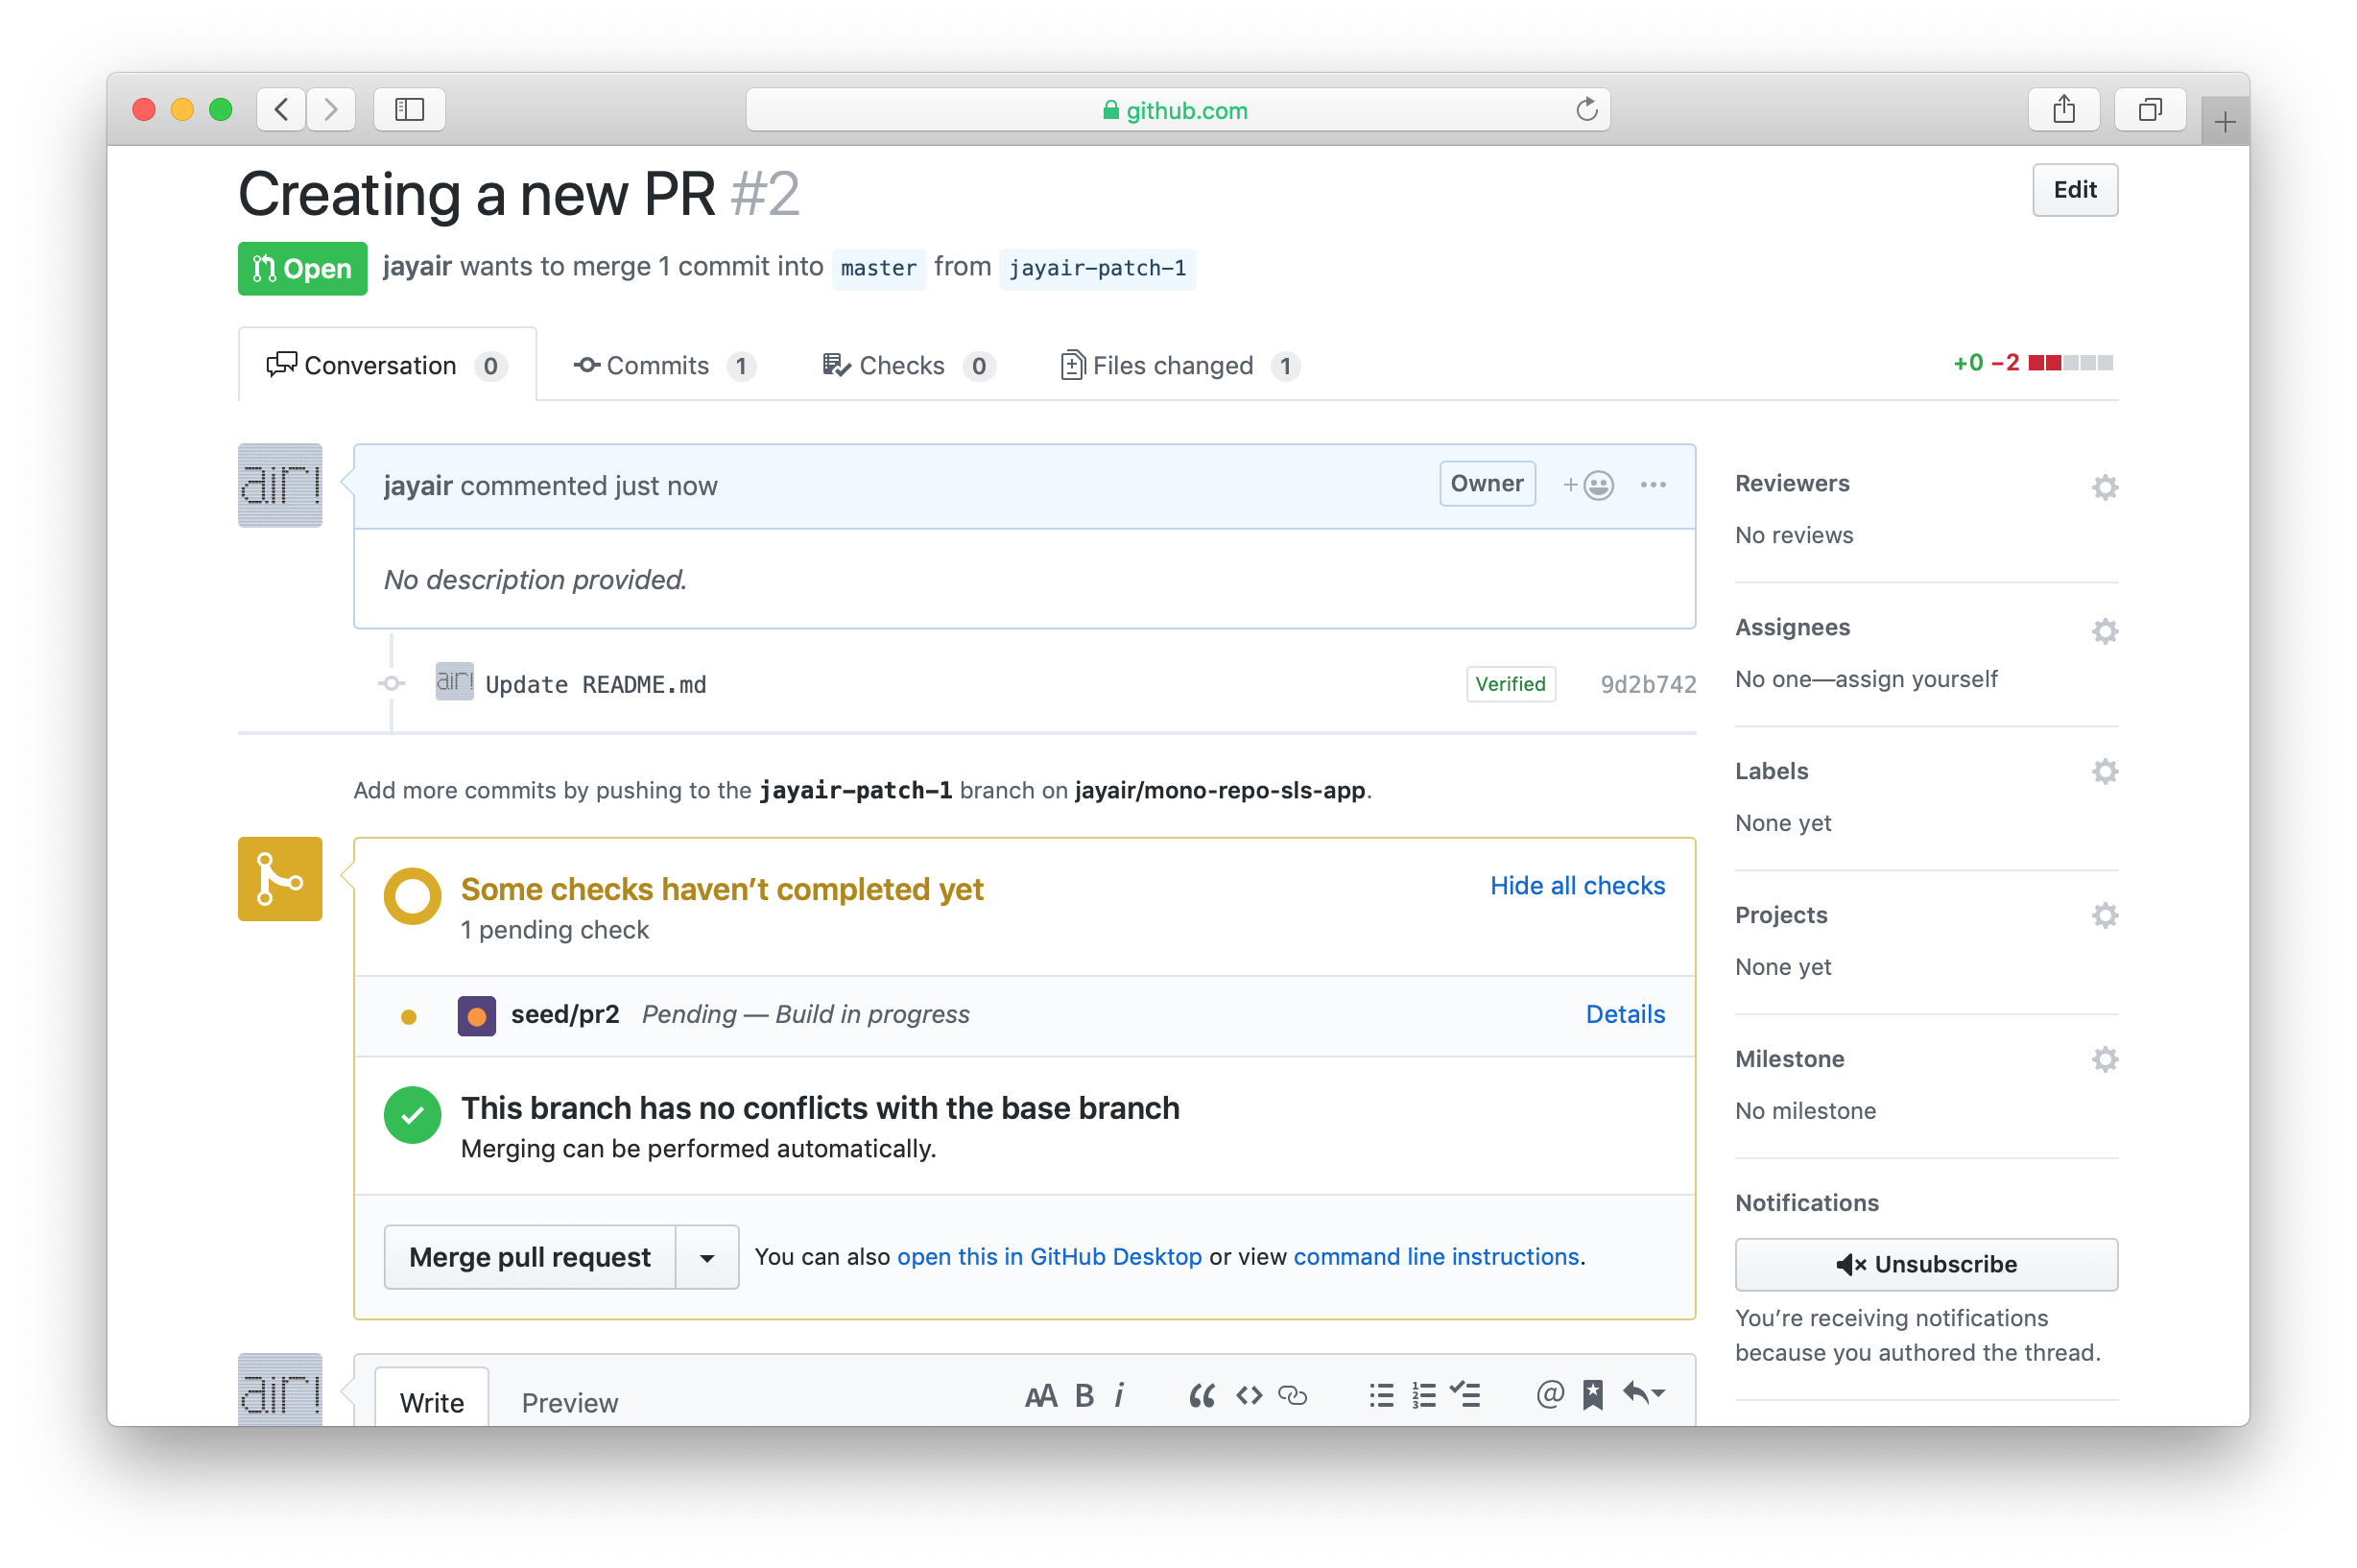 github.com
Creating a new PR #2
Edit
Open jayair wants to merge 1 commit into master from jayair-patch-1
Conversation 0 Commits 1 Checks 0 Files changed 1 +0 −2
jayair commented just now Owner
No description provided.
Update README.md Verified 9d2b742
Add more commits by pushing to the jayair-patch-1 branch on jayair/mono-repo-sls-app.
Some checks haven’t completed yet Hide all checks
1 pending check
seed/pr2 Pending — Build in progress Details
This branch has no conflicts with the base branch
Merging can be performed automatically.
Merge pull request You can also open this in GitHub Desktop or view command line instructions.
Write Preview
Reviewers
No reviews
Assignees
No one—assign yourself
Labels
None yet
Projects
None yet
Milestone
No milestone
Notifications
Unsubscribe
You’re receiving notifications
because you authored the thread.